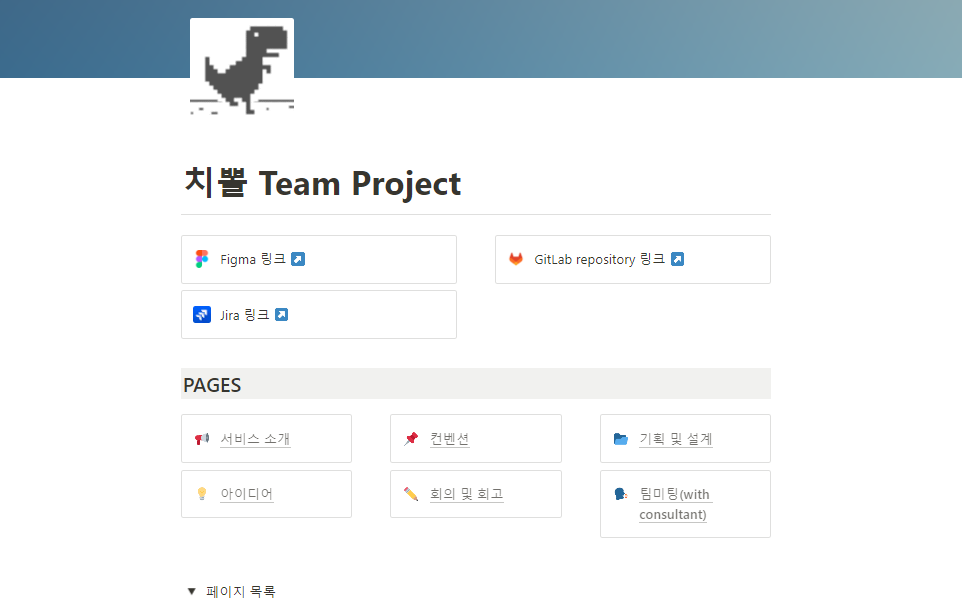 치뽈 Team Project
Figma 링크
GitLab repository 링크
Jira 링크
PAGES
서비스 소개
컨벤션
기획 및 설계
아이디어
회의 및 회고
팀미팅(with
consultant)
페이지 목록